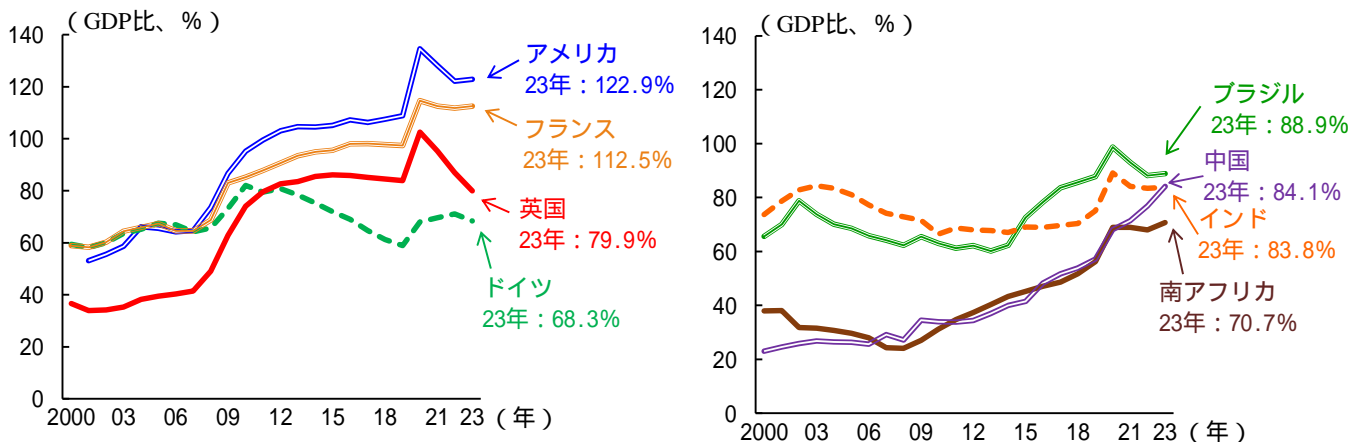 （GDP比、％）
140
120
100
80
60
40
20
0
2000 03 06 09 12 15 18 21 23 （年）
アメリカ
23年：122.9%
フランス
23年：112.5%
英国
23年：79.9%
ドイツ
23年：68.3%
（GDP比、％）
140
120
100
80
60
40
20
0
2000 03 06 09 12 15 18 21 23 （年）
ブラジル
23年：88.9%
中国
23年：84.1%
インド
23年：83.8%
南アフリカ
23年：70.7%